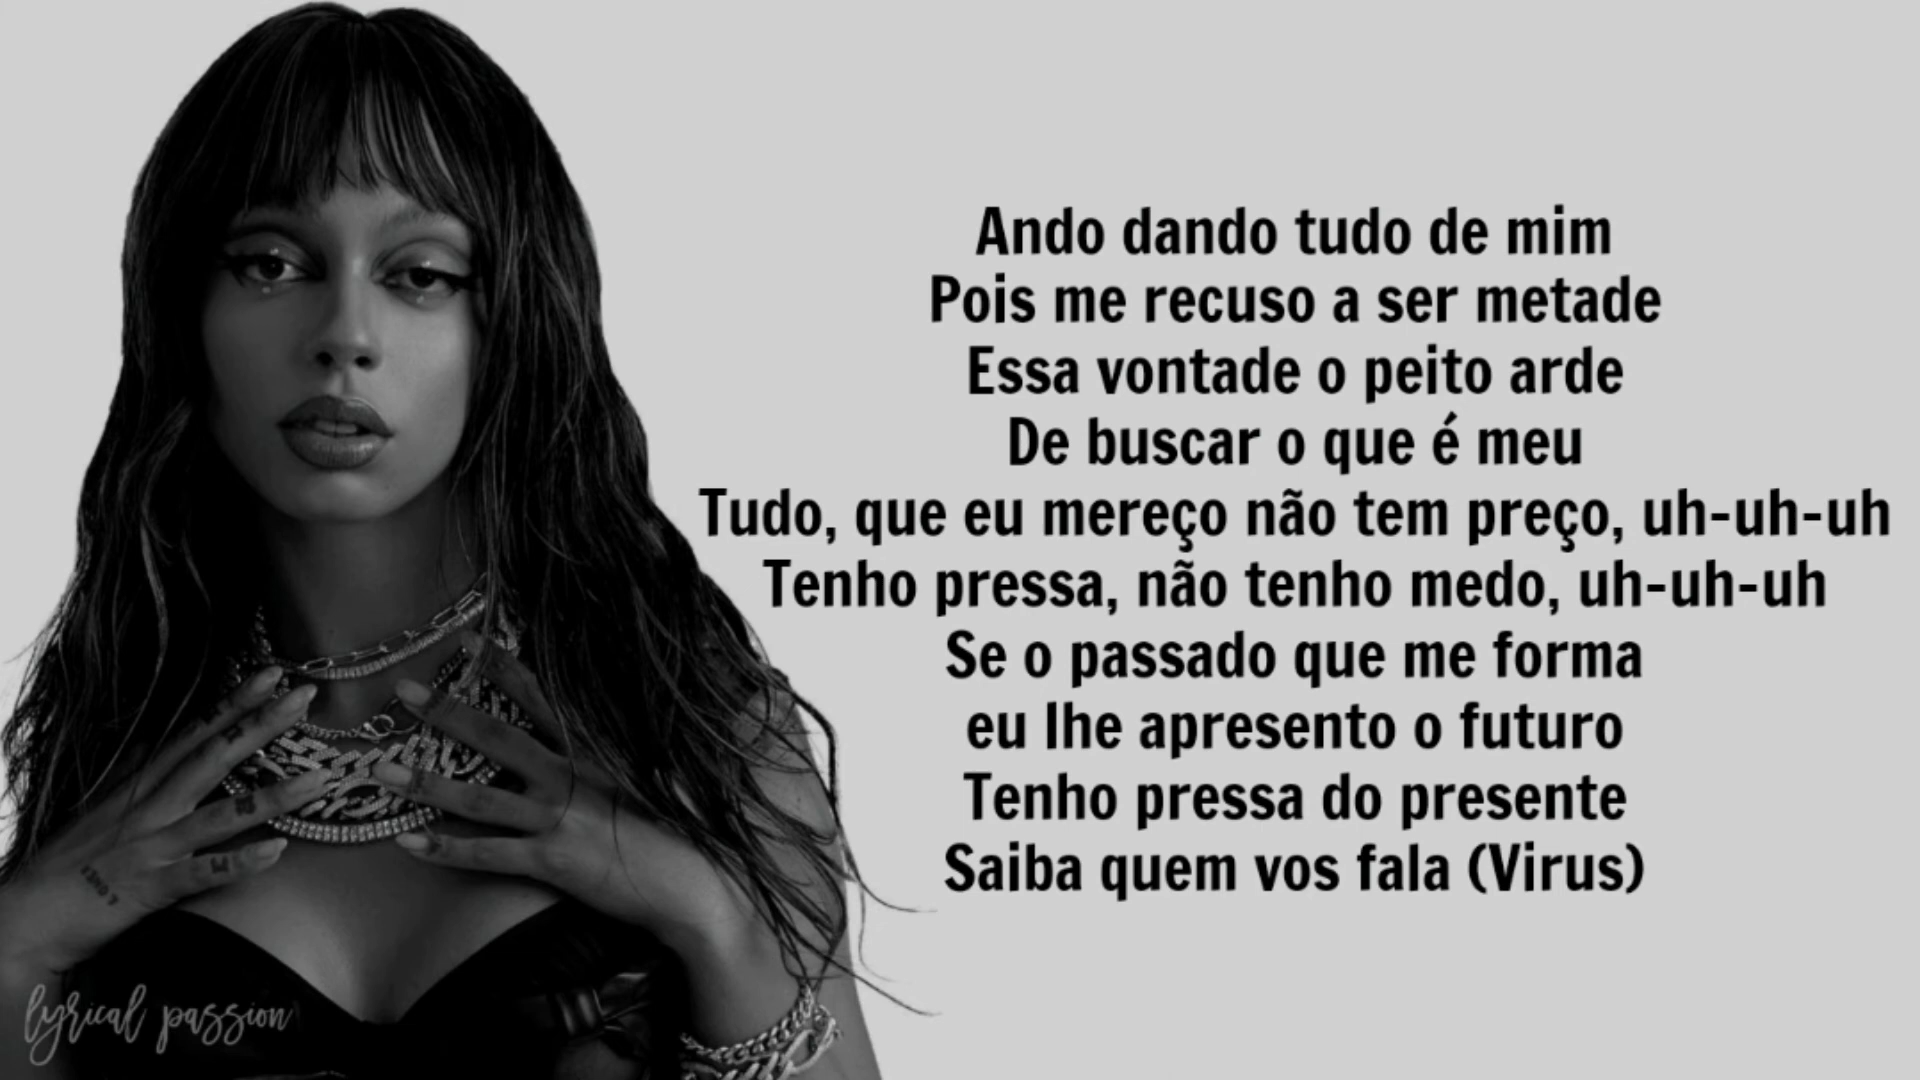 Ando dando tudo de mim
Pois me recuso a ser metade
Essa vontade o peito arde
De buscar o que é meu
Tudo, que eu mereço não tem preço, uh-uh-uh
Tenho pressa, não tenho medo, uh-uh-uh
Se o passado que me forma
eu lhe apresento o futuro
Tenho pressa do presente
Saiba quem vos fala (Virus)
lyrical passion